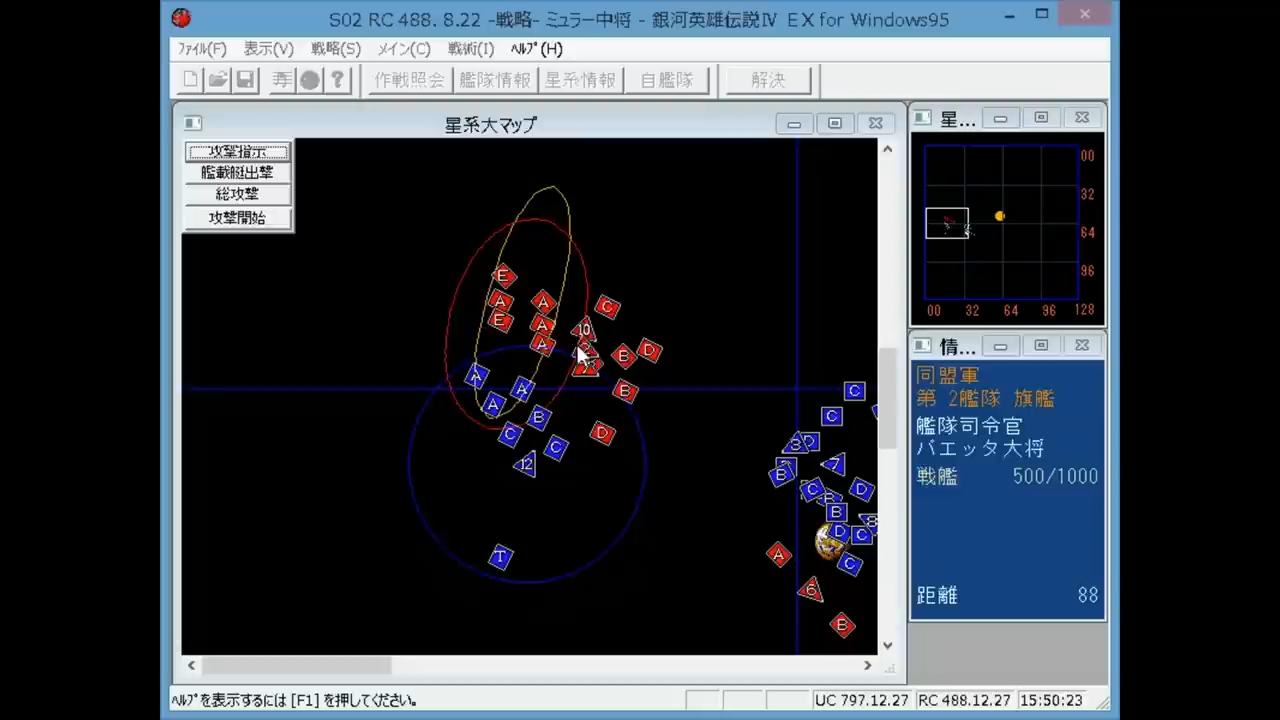 S02 RC 488. 8.22 -戦略- ミュラー中将 - 銀河英雄伝説Ⅳ EX for Windows95
ﾌｧｲﾙ(F) 表示(V) 戦略(S) メイン(C) 戦術(I) ﾍﾙﾌﾟ(H)
作戦照会 艦隊情報 星系情報 自艦隊 解決
星系大マップ
攻撃指示
艦載艇出撃
総攻撃
攻撃開始
E
A A C
E A 10
A B D
A A B
A B D
C C
12
T
C
C
3 D
B 7
C B D
B 8
D C
A C
6
B
星...
00
32
64
96
00 32 64 96 128
情...
同盟軍
第 2艦隊 旗艦
艦隊司令官
パエッタ大将
戦艦 500/1000
距離 88
ﾍﾙﾌﾟを表示するには [F1] を押してください。
UC 797.12.27 RC 488.12.27 15:50:23